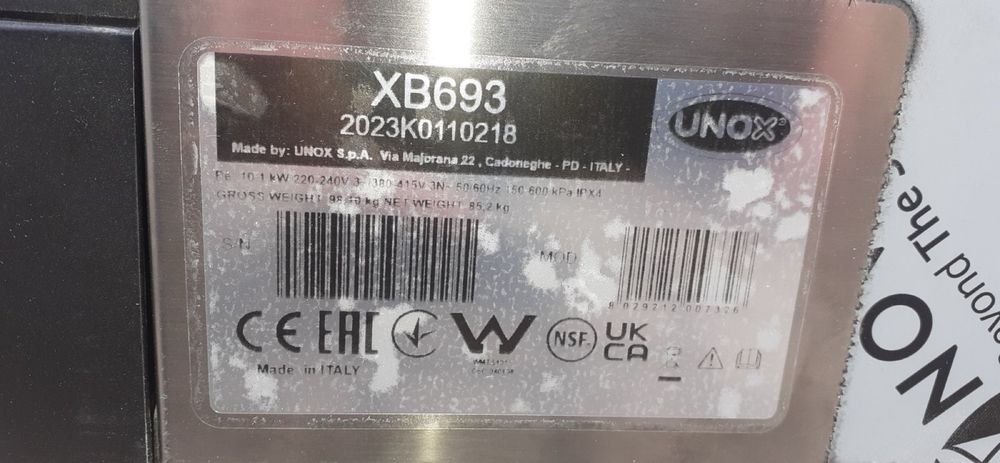 XB693
2023K0110218
UNOX
Made by: UNOX S.p.A. Via Majorana 22 , Cadoneghe - PD - ITALY -
Pe 10.1 kW 220-240V 3~/380-415V 3N~ 50/60Hz 150-600 kPa IPX4
GROSS WEIGHT 98.10 kg NET WEIGHT 85.2 kg
S/N
MOD
8 029212 007326
CE EAC
NSF
UK
CA
Made in ITALY
yond The
NO